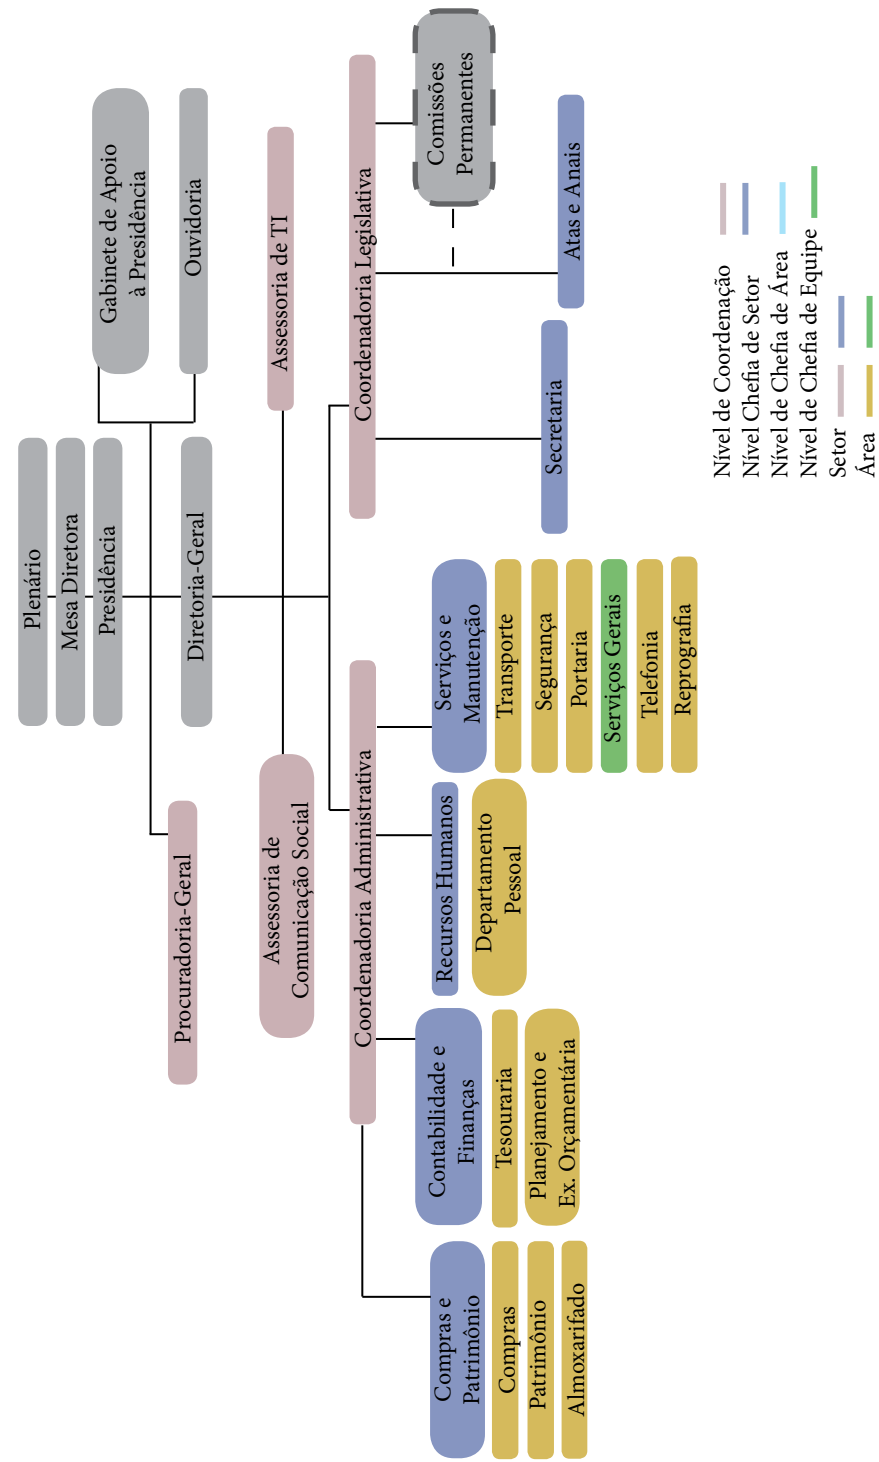 Plenário
Mesa Diretora
Presidência
Gabinete de Apoio
à Presidência
Ouvidoria
Procuradoria-Geral
Diretoria-Geral
Assessoria de
Comunicação Social
Assessoria de TI
Coordenadoria Administrativa
Coordenadoria Legislativa
Compras e
Patrimônio
Compras
Patrimônio
Almoxarifado
Contabilidade e
Finanças
Tesouraria
Planejamento e
Ex. Orçamentária
Recursos Humanos
Departamento
Pessoal
Serviços e
Manutenção
Transporte
Segurança
Portaria
Serviços Gerais
Telefonia
Reprografia
Secretaria
Atas e Anais
Comissões
Permanentes
Nível de Coordenação
Nível Chefia de Setor
Nível de Chefia de Área
Nível de Chefia de Equipe
Setor
Área